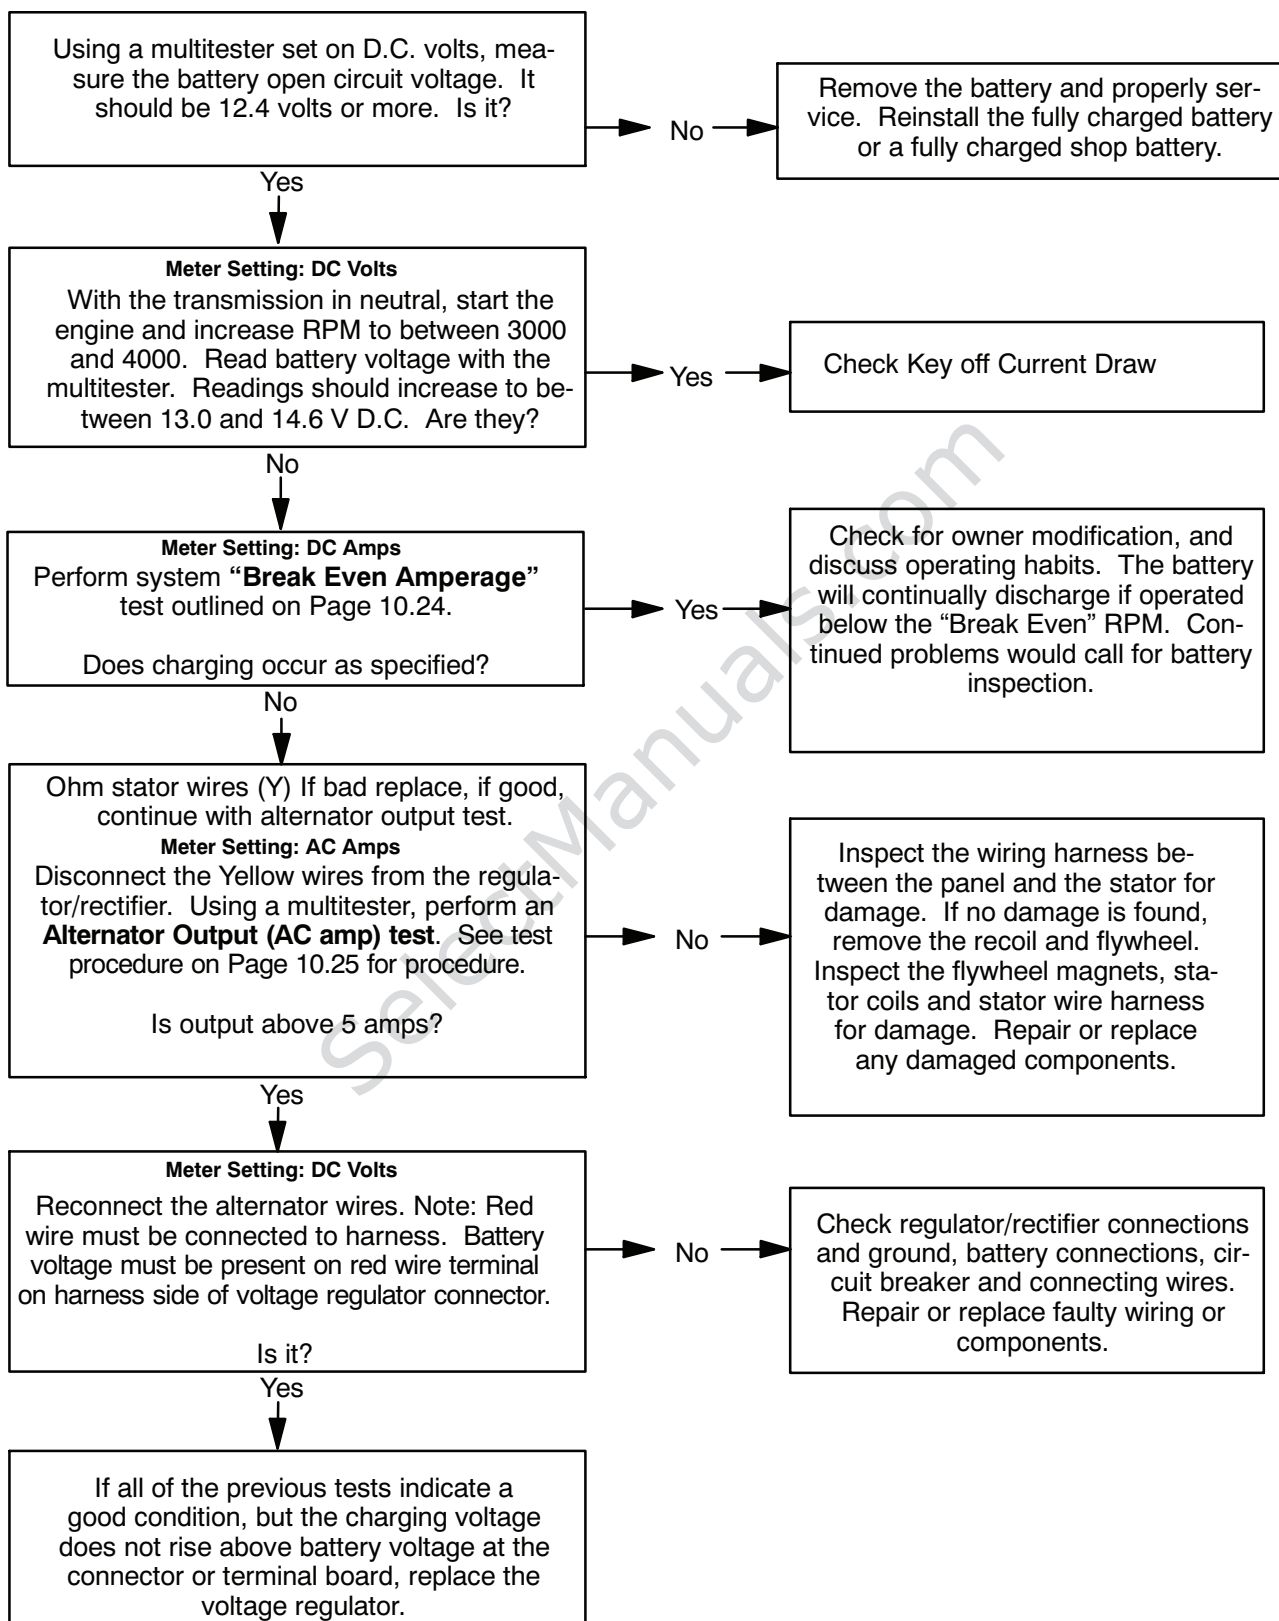 Using a multitester set on D.C. volts, mea-
sure the battery open circuit voltage.  It
should be 12.4 volts or more.  Is it?
No
Remove the battery and properly ser-
vice.  Reinstall the fully charged battery
or a fully charged shop battery.
Yes
Meter Setting: DC Volts
With the transmission in neutral, start the
engine and increase RPM to between 3000
and 4000.  Read battery voltage with the
multitester.  Readings should increase to be-
tween 13.0 and 14.6 V D.C.  Are they?
Yes
Check Key off Current Draw
No
Meter Setting: DC Amps
Perform system “Break Even Amperage”
test outlined on Page 10.24.
Does charging occur as specified?
Yes
Check for owner modification, and
discuss operating habits.  The battery
will continually discharge if operated
below the “Break Even” RPM.  Con-
tinued problems would call for battery
inspection.
No
Ohm stator wires (Y) If bad replace, if good,
continue with alternator output test.
Meter Setting: AC Amps
Disconnect the Yellow wires from the regula-
tor/rectifier.  Using a multitester, perform an
Alternator Output (AC amp) test.  See test
procedure on Page 10.25 for procedure.
Is output above 5 amps?
No
Inspect the wiring harness be-
tween the panel and the stator for
damage.  If no damage is found,
remove the recoil and flywheel.
Inspect the flywheel magnets, sta-
tor coils and stator wire harness
for damage.  Repair or replace
any damaged components.
Yes
Meter Setting: DC Volts
Reconnect the alternator wires. Note: Red
wire must be connected to harness.  Battery
voltage must be present on red wire terminal
on harness side of voltage regulator connector.
Is it?
No
Check regulator/rectifier connections
and ground, battery connections, cir-
cuit breaker and connecting wires.
Repair or replace faulty wiring or
components.
Yes
If all of the previous tests indicate a
good condition, but the charging voltage
does not rise above battery voltage at the
connector or terminal board, replace the
voltage regulator.
SelectManuals.com